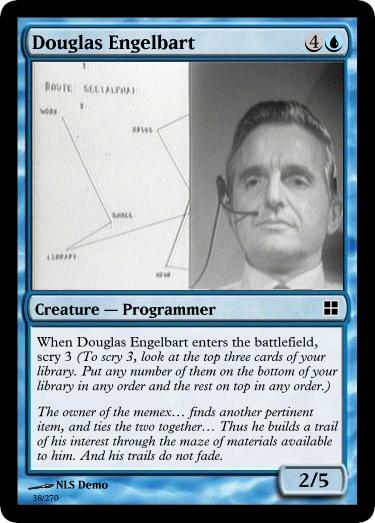 Douglas Engelbart 4
ROUTE SEE(ALPHA)
WORK
DRUGS
SHOES
LIBRARY
Creature — Programmer
When Douglas Engelbart enters the battlefield,
scry 3 (To scry 3, look at the top three cards of your
library. Put any number of them on the bottom of your
library in any order and the rest on top in any order.)
The owner of the memex… finds another pertinent
item, and ties the two together… Thus he builds a trail
of his interest through the maze of materials available
to him. And his trails do not fade.
2/5
NLS Demo
38/270